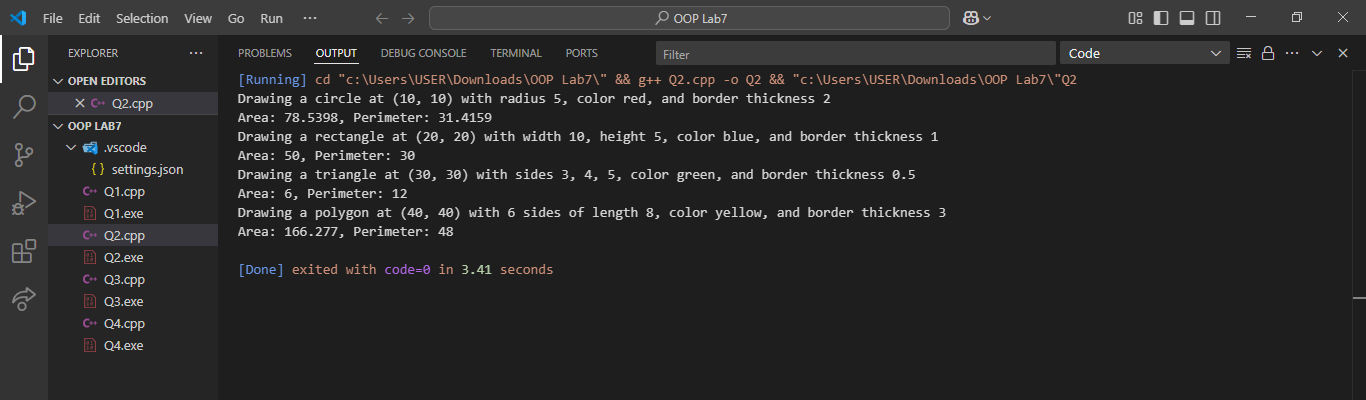 File Edit Selection View Go Run ··· OOP Lab7
EXPLORER ···
OPEN EDITORS
Q2.cpp
OOP LAB7
.vscode
{} settings.json
C++ Q1.cpp
Q1.exe
C++ Q2.cpp
Q2.exe
C++ Q3.cpp
Q3.exe
C++ Q4.cpp
Q4.exe
PROBLEMS OUTPUT DEBUG CONSOLE TERMINAL PORTS Filter Code
[Running] cd "c:\Users\USER\Downloads\OOP Lab7\" && g++ Q2.cpp -o Q2 && "c:\Users\USER\Downloads\OOP Lab7\"Q2
Drawing a circle at (10, 10) with radius 5, color red, and border thickness 2
Area: 78.5398, Perimeter: 31.4159
Drawing a rectangle at (20, 20) with width 10, height 5, color blue, and border thickness 1
Area: 50, Perimeter: 30
Drawing a triangle at (30, 30) with sides 3, 4, 5, color green, and border thickness 0.5
Area: 6, Perimeter: 12
Drawing a polygon at (40, 40) with 6 sides of length 8, color yellow, and border thickness 3
Area: 166.277, Perimeter: 48
[Done] exited with code=0 in 3.41 seconds